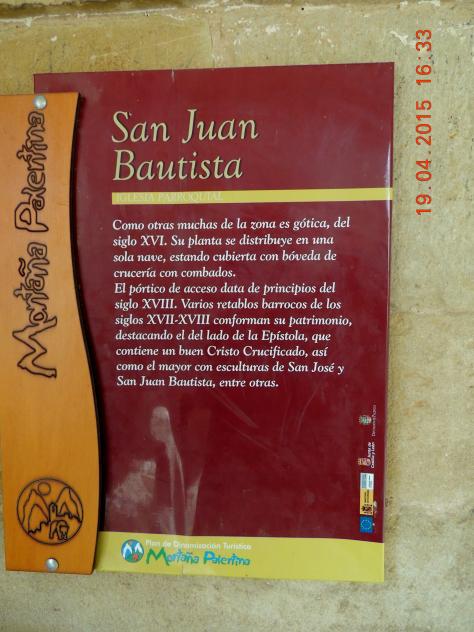 19.04.2015 16:33
Montaña Palentina
San Juan
Bautista
IGLESIA PARROQUIAL
Como otras muchas de la zona es gótica, del
siglo XVI. Su planta se distribuye en una
sola nave, estando cubierta con bóveda de
crucería con combados.
El pórtico de acceso data de principios del
siglo XVIII. Varios retablos barrocos de los
siglos XVII-XVIII conforman su patrimonio,
destacando el del lado de la Epístola, que
contiene un buen Cristo Crucificado, así
como el mayor con esculturas de San José y
San Juan Bautista, entre otras.
Junta de
Castilla y León
Plan de Dinamización Turística
Montaña Palentina